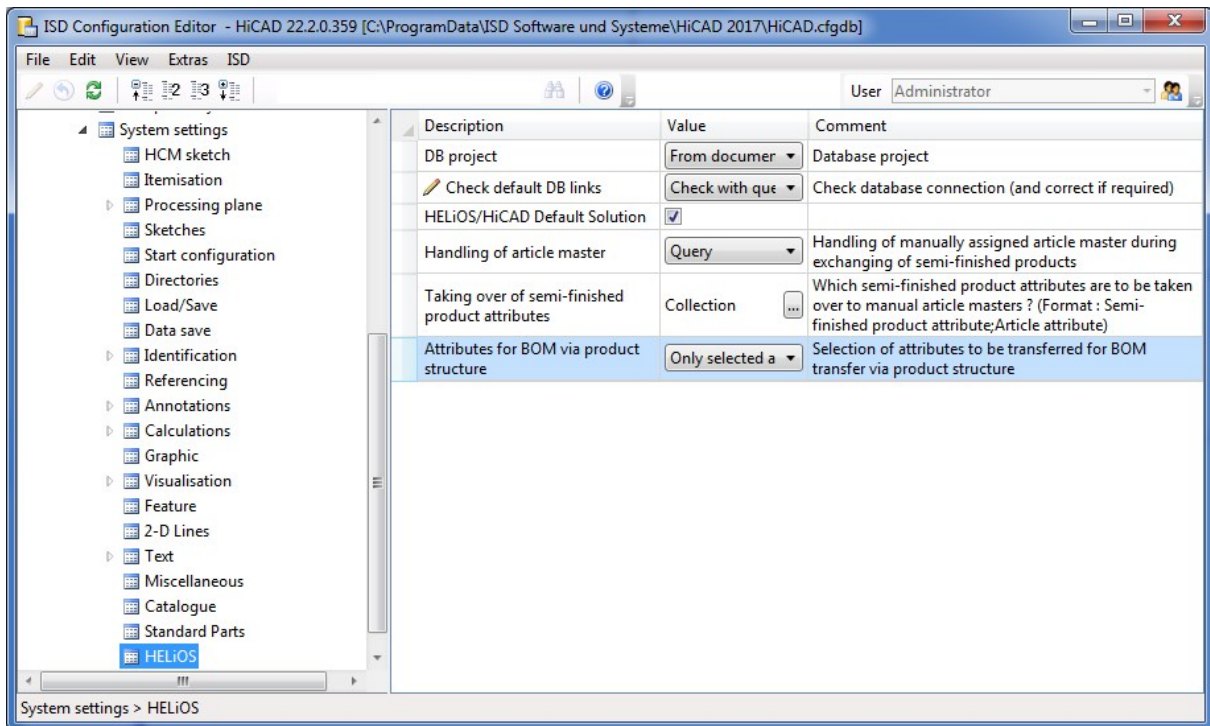 ISD Configuration Editor - HiCAD 22.2.0.359 [C:\ProgramData\ISD Software und Systeme\HiCAD 2017\HiCAD.cfgdb]
File Edit View Extras ISD
User Administrator
System settings
HCM sketch
Itemisation
Processing plane
Sketches
Start configuration
Directories
Load/Save
Data save
Identification
Referencing
Annotations
Calculations
Graphic
Visualisation
Feature
2-D Lines
Text
Miscellaneous
Catalogue
Standard Parts
HELiOS
Description Value Comment
DB project From documer Database project
Check default DB links Check with que Check database connection (and correct if required)
HELiOS/HiCAD Default Solution
Handling of article master Query Handling of manually assigned article master during
exchanging of semi-finished products
Taking over of semi-finished
product attributes
Collection ...
Which semi-finished product attributes are to be taken
over to manual article masters ? (Format : Semi-
finished product attribute;Article attribute)
Attributes for BOM via product
structure
Only selected a
Selection of attributes to be transferred for BOM
transfer via product structure
System settings > HELiOS